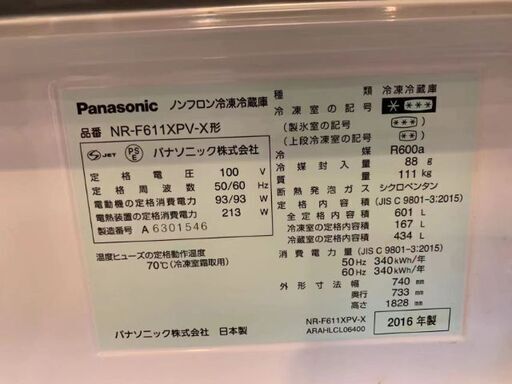 Panasonic ノンフロン冷凍冷蔵庫
品番 NR-F611XPV-X形
S JET PS E パナソニック株式会社
定格電圧 100 V
定格周波数 50/60 Hz
電動機の定格消費電力 93/93 W
電熱装置の定格消費電力 213 W
製造番号 A 6301546
温度ヒューズの定格動作温度
70℃(冷凍室霜取用)
パナソニック株式会社 日本製
種類 冷凍冷蔵庫
冷凍室の記号 * ***
(製氷室の記号 ***)
(上段冷凍室の記号 ***)
冷媒 R600a
冷媒封入量 88 g
質量 111 kg
断熱発泡ガス シクロペンタン
定格内容積 (JIS C 9801-3:2015)
全定格内容積 601 L
冷凍室の定格内容積 167 L
冷蔵室の定格内容積 434 L
消費電力量 (JIS C 9801-3:2015)
50 Hz 340 kWh/年
60 Hz 340 kWh/年
外形寸法 幅 740 mm
奥行 733 mm
高さ 1828 mm
NR-F611XPV-X
ARAHLCL06400
2016 年製